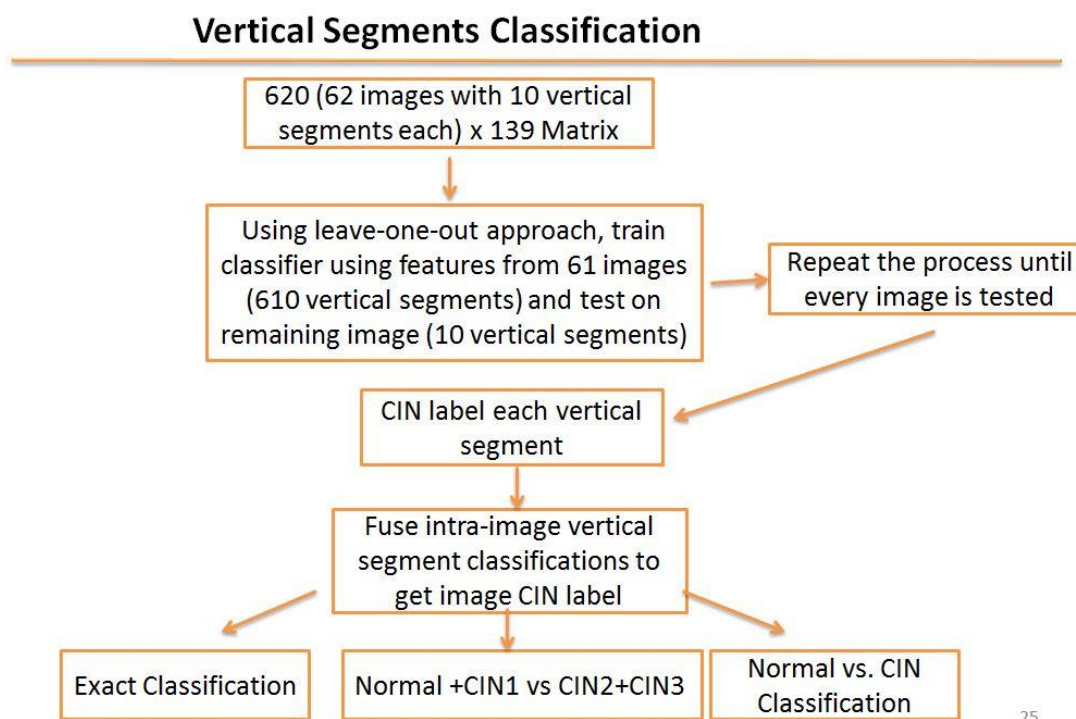 Vertical Segments Classification
620 (62 images with 10 vertical
segments each) x 139 Matrix
Using leave-one-out approach, train
classifier using features from 61 images
(610 vertical segments) and test on
remaining image (10 vertical segments)
Repeat the process until
every image is tested
CIN label each vertical
segment
Fuse intra-image vertical
segment classifications to
get image CIN label
Exact Classification
Normal +CIN1 vs CIN2+CIN3
Normal vs. CIN
Classification
25